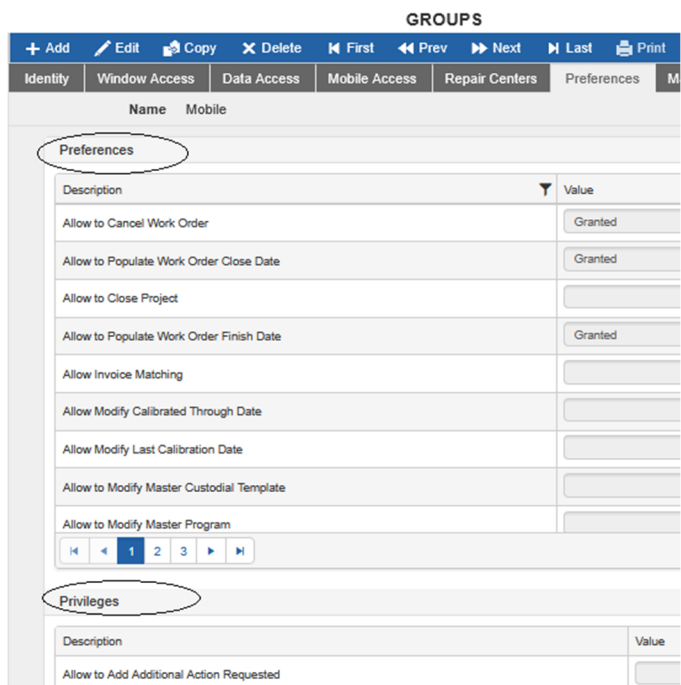 GROUPS
Add Edit Copy Delete First Prev Next Last Print
Identity Window Access Data Access Mobile Access Repair Centers Preferences
Name Mobile
Preferences
Description Value
Allow to Cancel Work Order Granted
Allow to Populate Work Order Close Date Granted
Allow to Close Project
Allow to Populate Work Order Finish Date Granted
Allow Invoice Matching
Allow Modify Calibrated Through Date
Allow Modify Last Calibration Date
Allow to Modify Master Custodial Template
Allow to Modify Master Program
1 2 3
Privileges
Description Value
Allow to Add Additional Action Requested